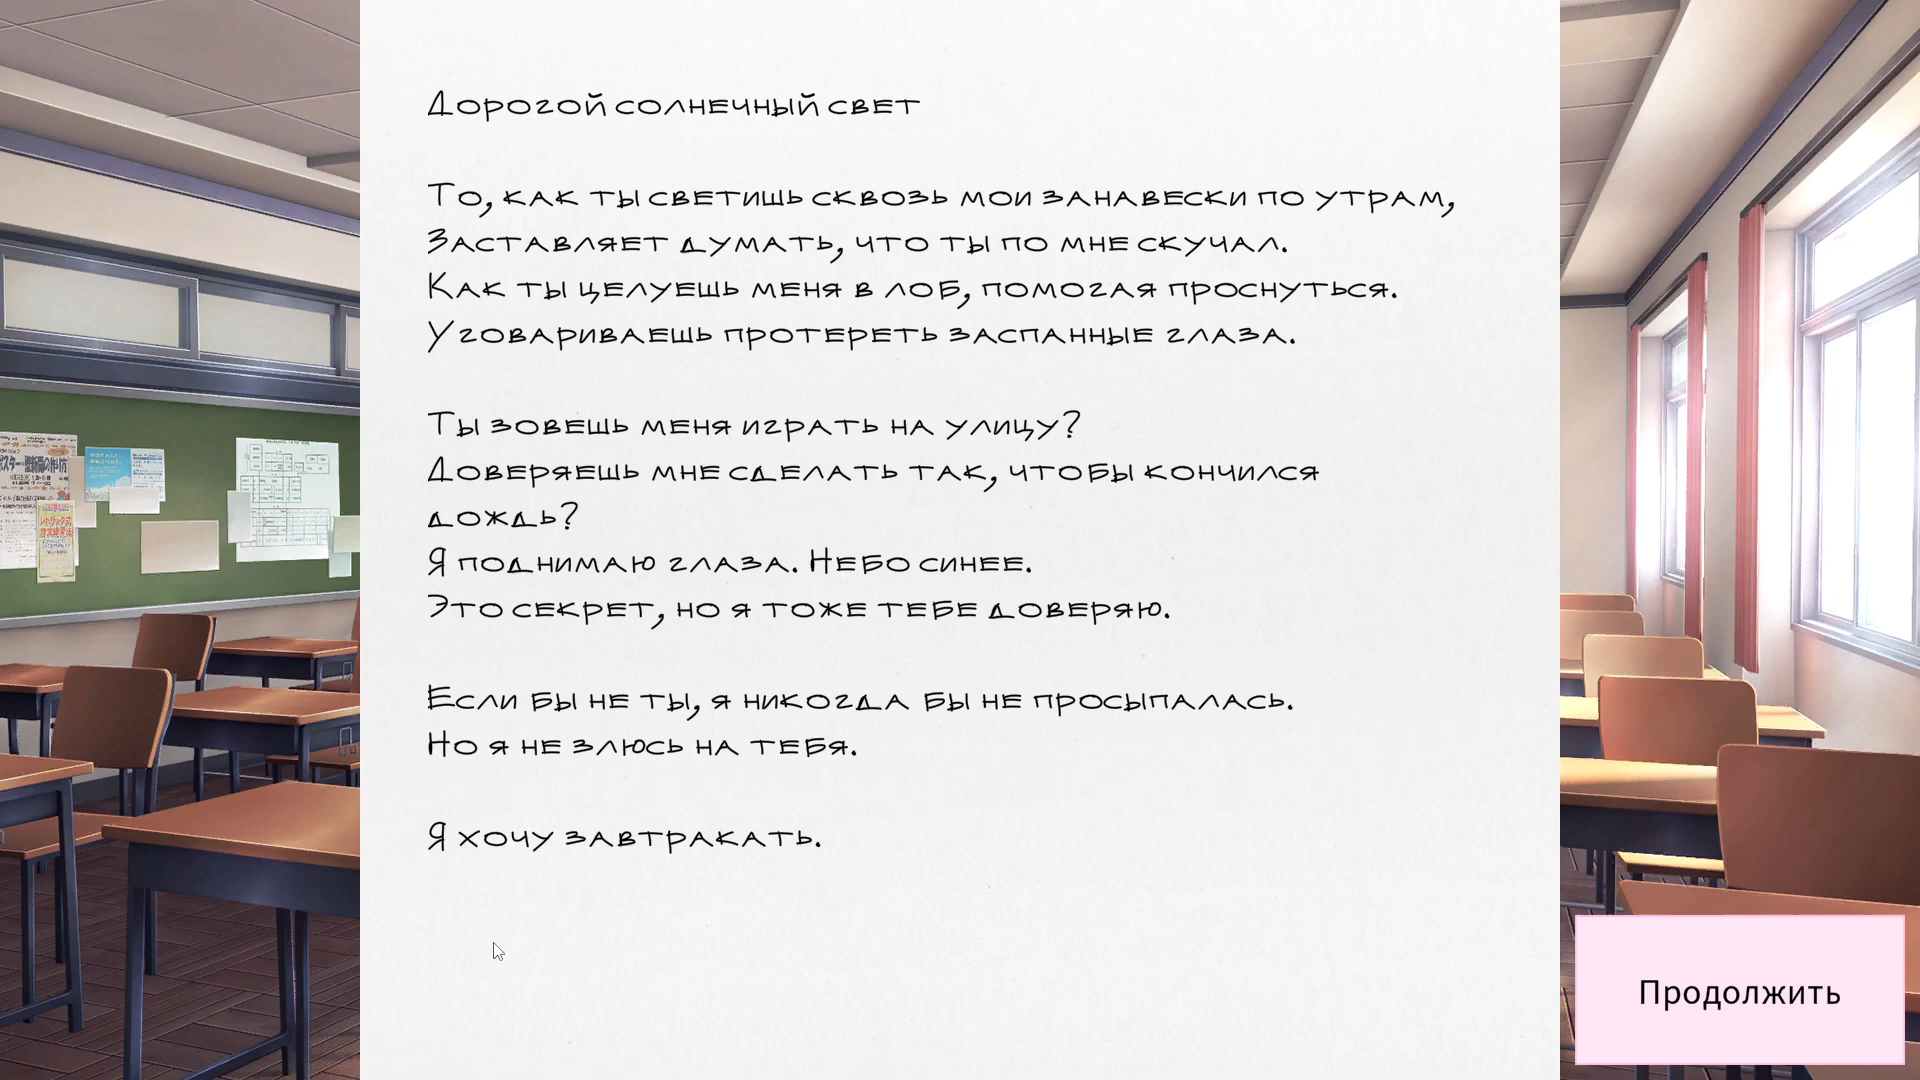 Дорогой солнечный свет
То, как ты светишь сквозь мои занавески по утрам,
Заставляет думать, что ты по мне скучал.
Как ты целуешь меня в лоб, помогая проснуться.
Уговариваешь протереть заспанные глаза.
Ты зовешь меня играть на улицу?
Доверяешь мне сделать так, чтобы кончился
дождь?
Я поднимаю глаза. Небо синее.
Это секрет, но я тоже тебе доверяю.
Если бы не ты, я никогда бы не просыпалась.
Но я не злюсь на тебя.
Я хочу завтракать.
Продолжить